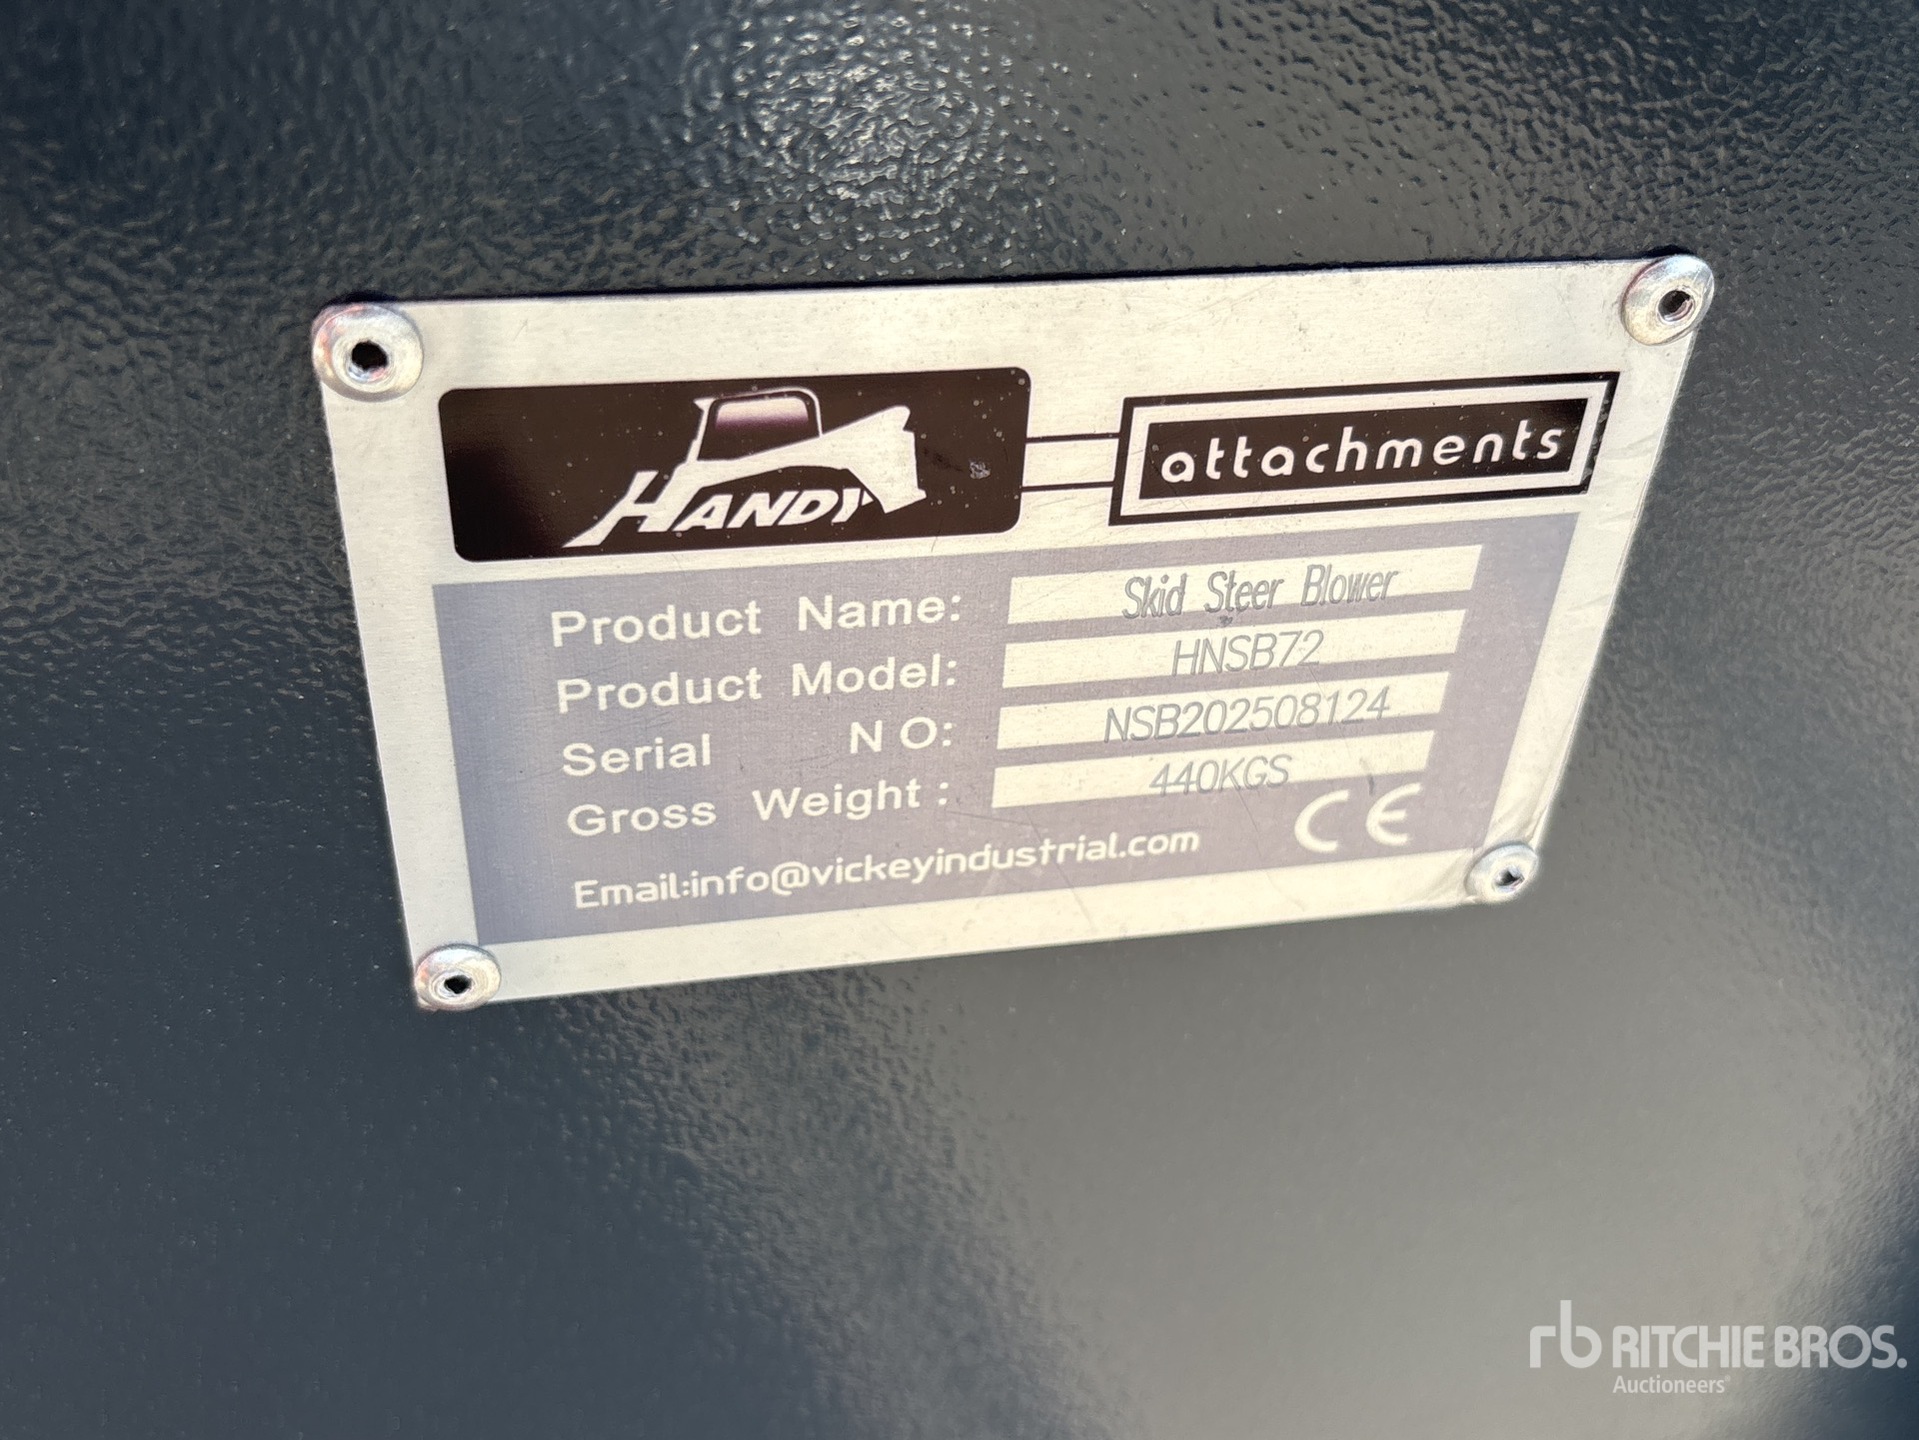 HANDY
attachments
Product Name: Skid Steer Blower
Product Model: HNSB72
Serial N O: NSB202508124
Gross Weight : 440KGS
Email:info@vickeyindustrial.com CE
rb RITCHIE BROS.
Auctioneers